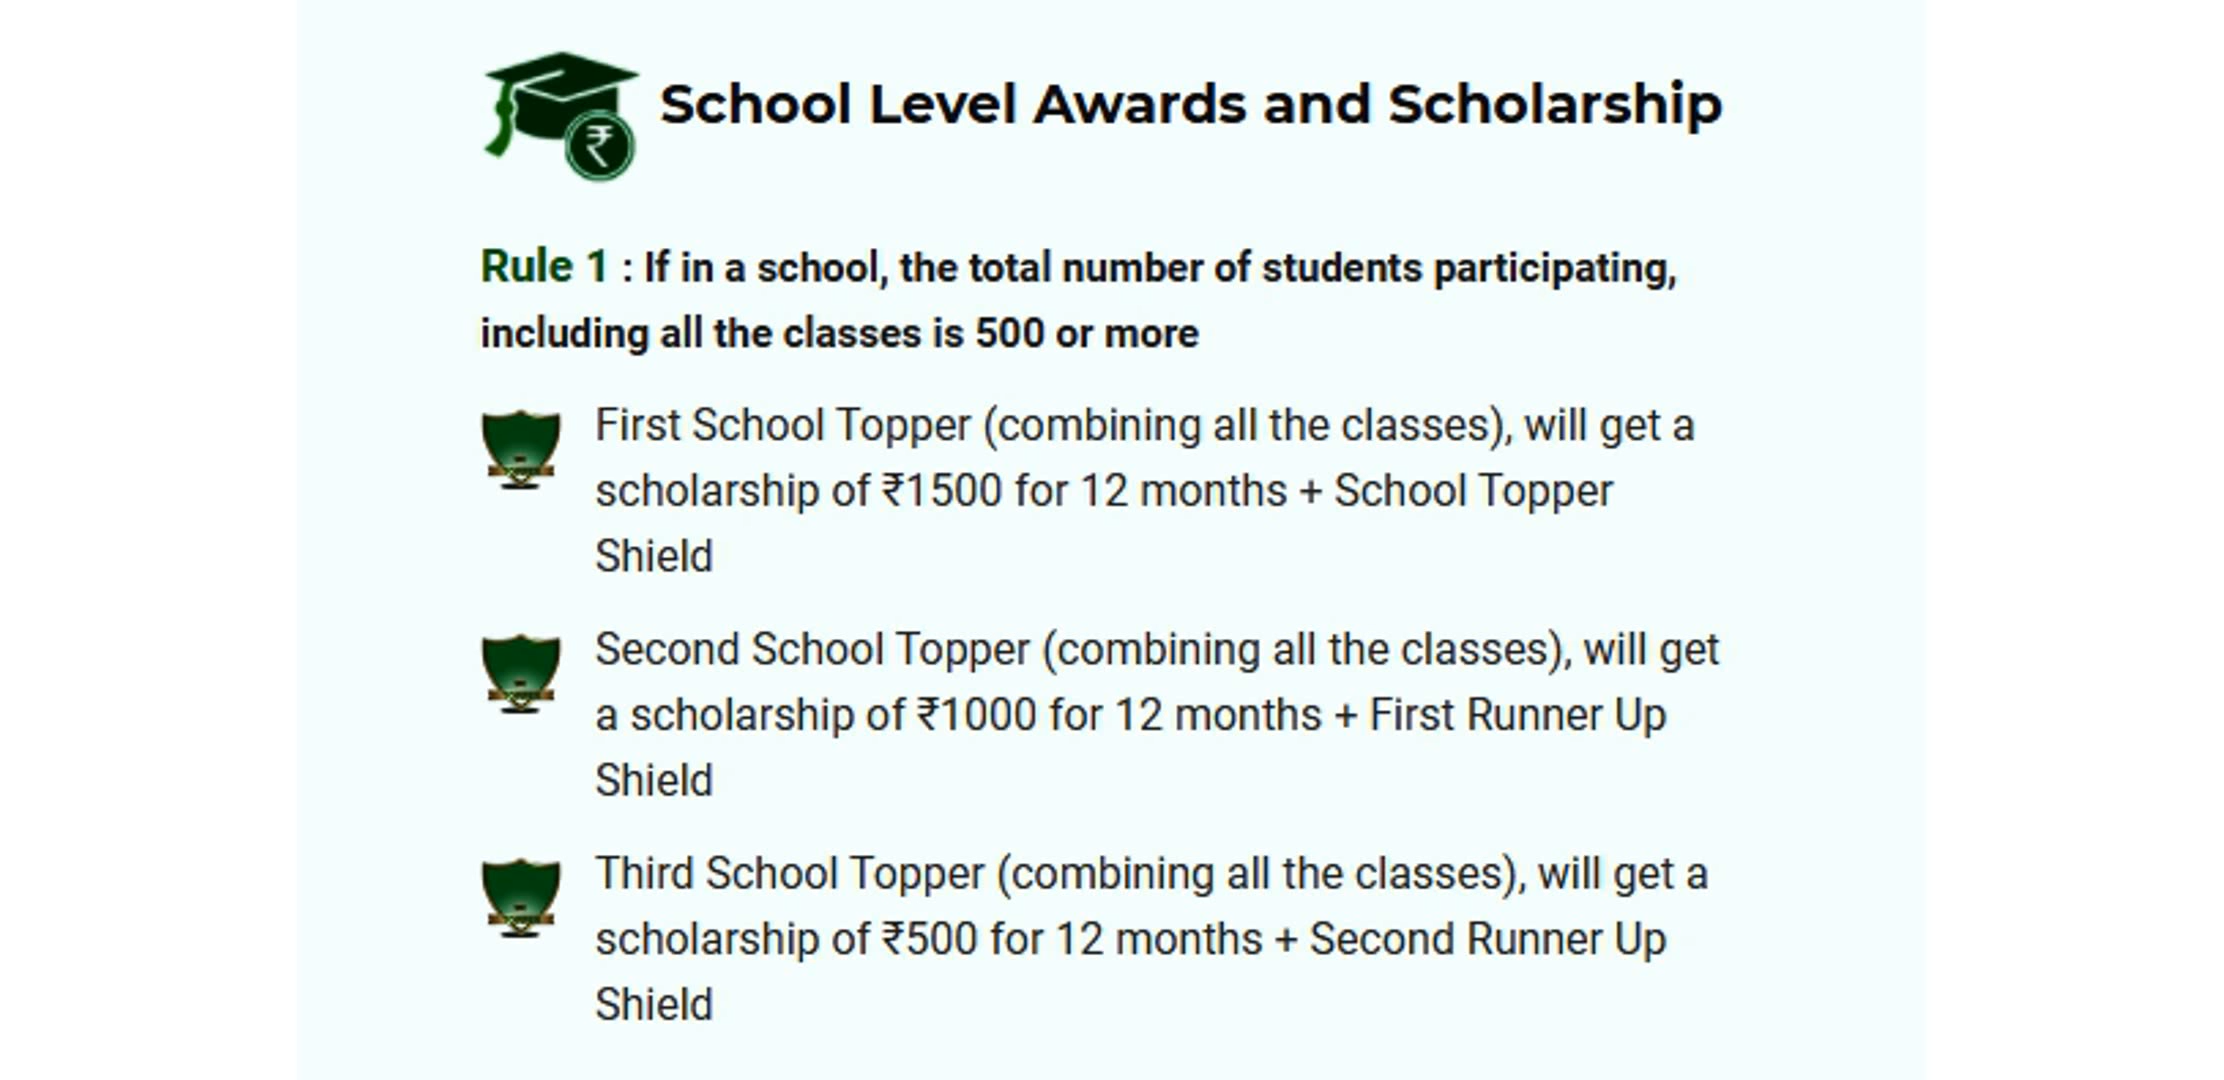 School Level Awards and Scholarship
Rule 1 : If in a school, the total number of students participating,
including all the classes is 500 or more
First School Topper (combining all the classes), will get a
scholarship of ₹1500 for 12 months + School Topper
Shield
Second School Topper (combining all the classes), will get
a scholarship of ₹1000 for 12 months + First Runner Up
Shield
Third School Topper (combining all the classes), will get a
scholarship of ₹500 for 12 months + Second Runner Up
Shield